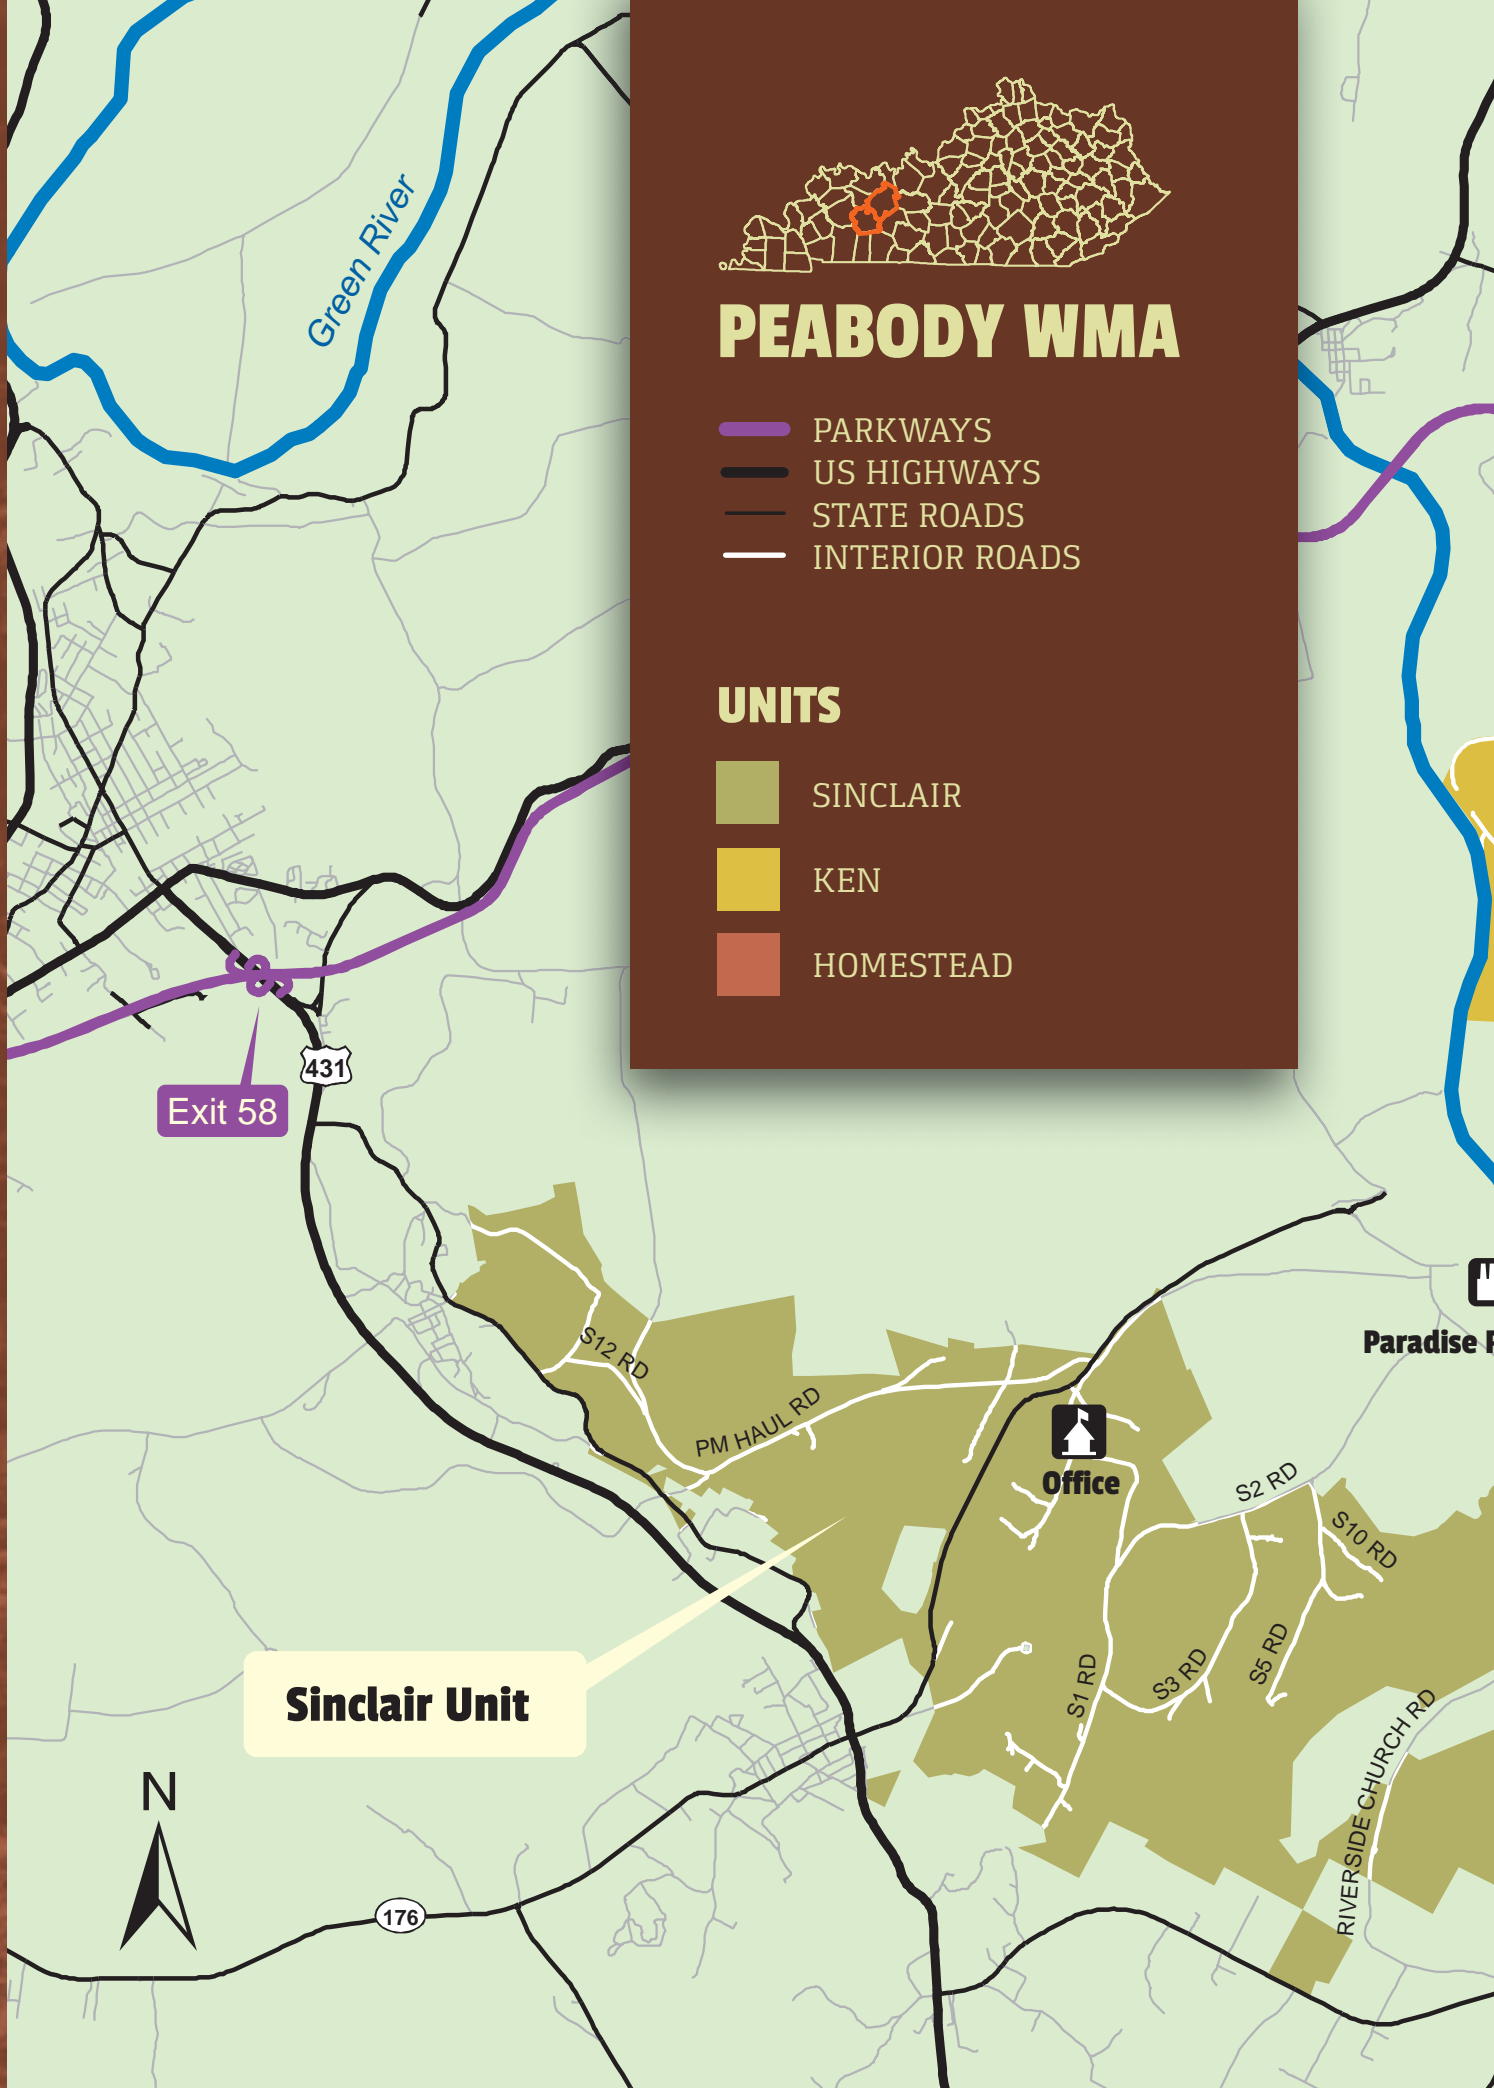 Green River
PEABODY WMA
PARKWAYS
US HIGHWAYS
STATE ROADS
INTERIOR ROADS
UNITS
SINCLAIR
KEN
HOMESTEAD
431
Exit 58
Paradise
S12 RD
PM HAUL RD
Office
S2 RD
S10 RD
S1 RD
S3 RD
S5 RD
Sinclair Unit
RIVERSIDE CHURCH RD
N
176